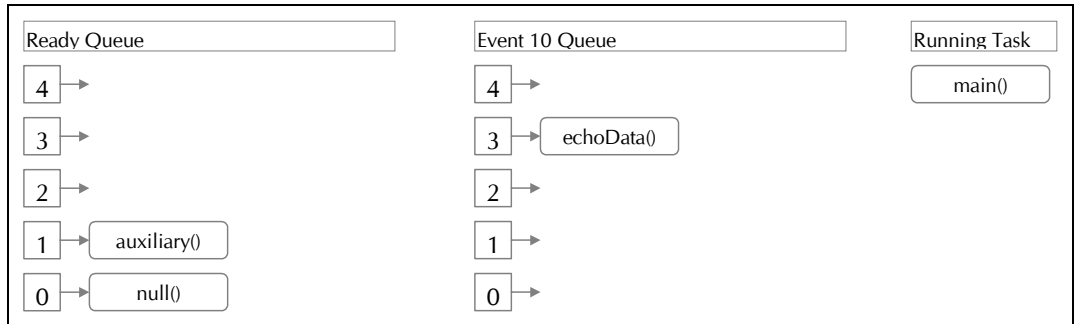 Ready Queue
Event 10 Queue
Running Task
4
4
main()
3
3
echoData()
2
2
1
auxiliary()
1
0
null()
0